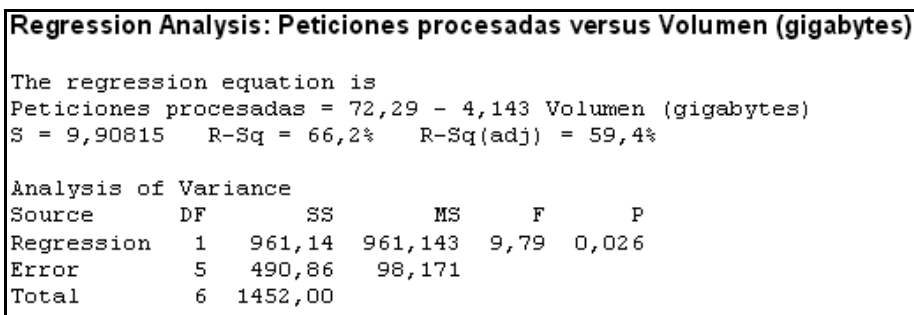 Regression Analysis: Peticiones procesadas versus Volumen (gigabytes)
The regression equation is
Peticiones procesadas = 72,29 - 4,143 Volumen (gigabytes)
S = 9,90815   R-Sq = 66,2%   R-Sq(adj) = 59,4%
Analysis of Variance
Source       DF       SS       MS     F      P
Regression    1   961,14  961,143  9,79  0,026
Error         5   490,86   98,171
Total         6  1452,00